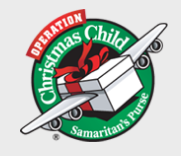 OPERATION
Christmas Child
Samaritan's Purse
®